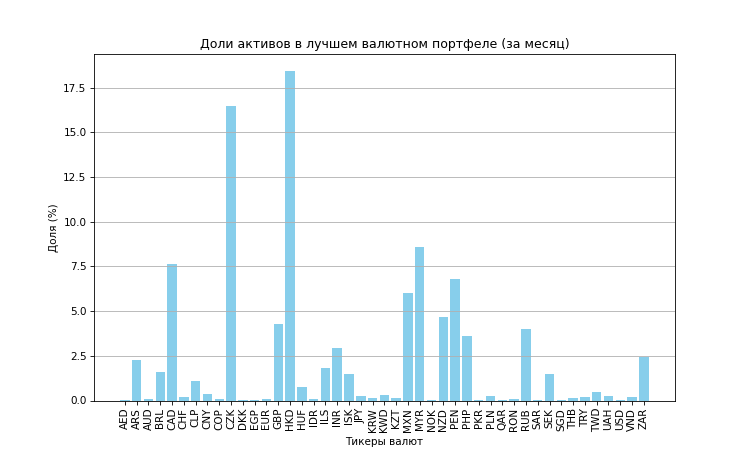 Доли активов в лучшем валютном портфеле (за месяц)
Доля (%)
17.5
15.0
12.5
10.0
7.5
5.0
2.5
0.0
AED ARS AUD BRL CAD CHF CLP CNY COP CZK DKK EGP EUR GBP HKD HUF IDR ILS INR ISK JPY KRW KWD KZT MXN MYR NOK NZD PEN PHP PKR PLN QAR RON RUB SAR SEK SGD THB TRY TWD UAH USD VND ZAR
Тикеры валют